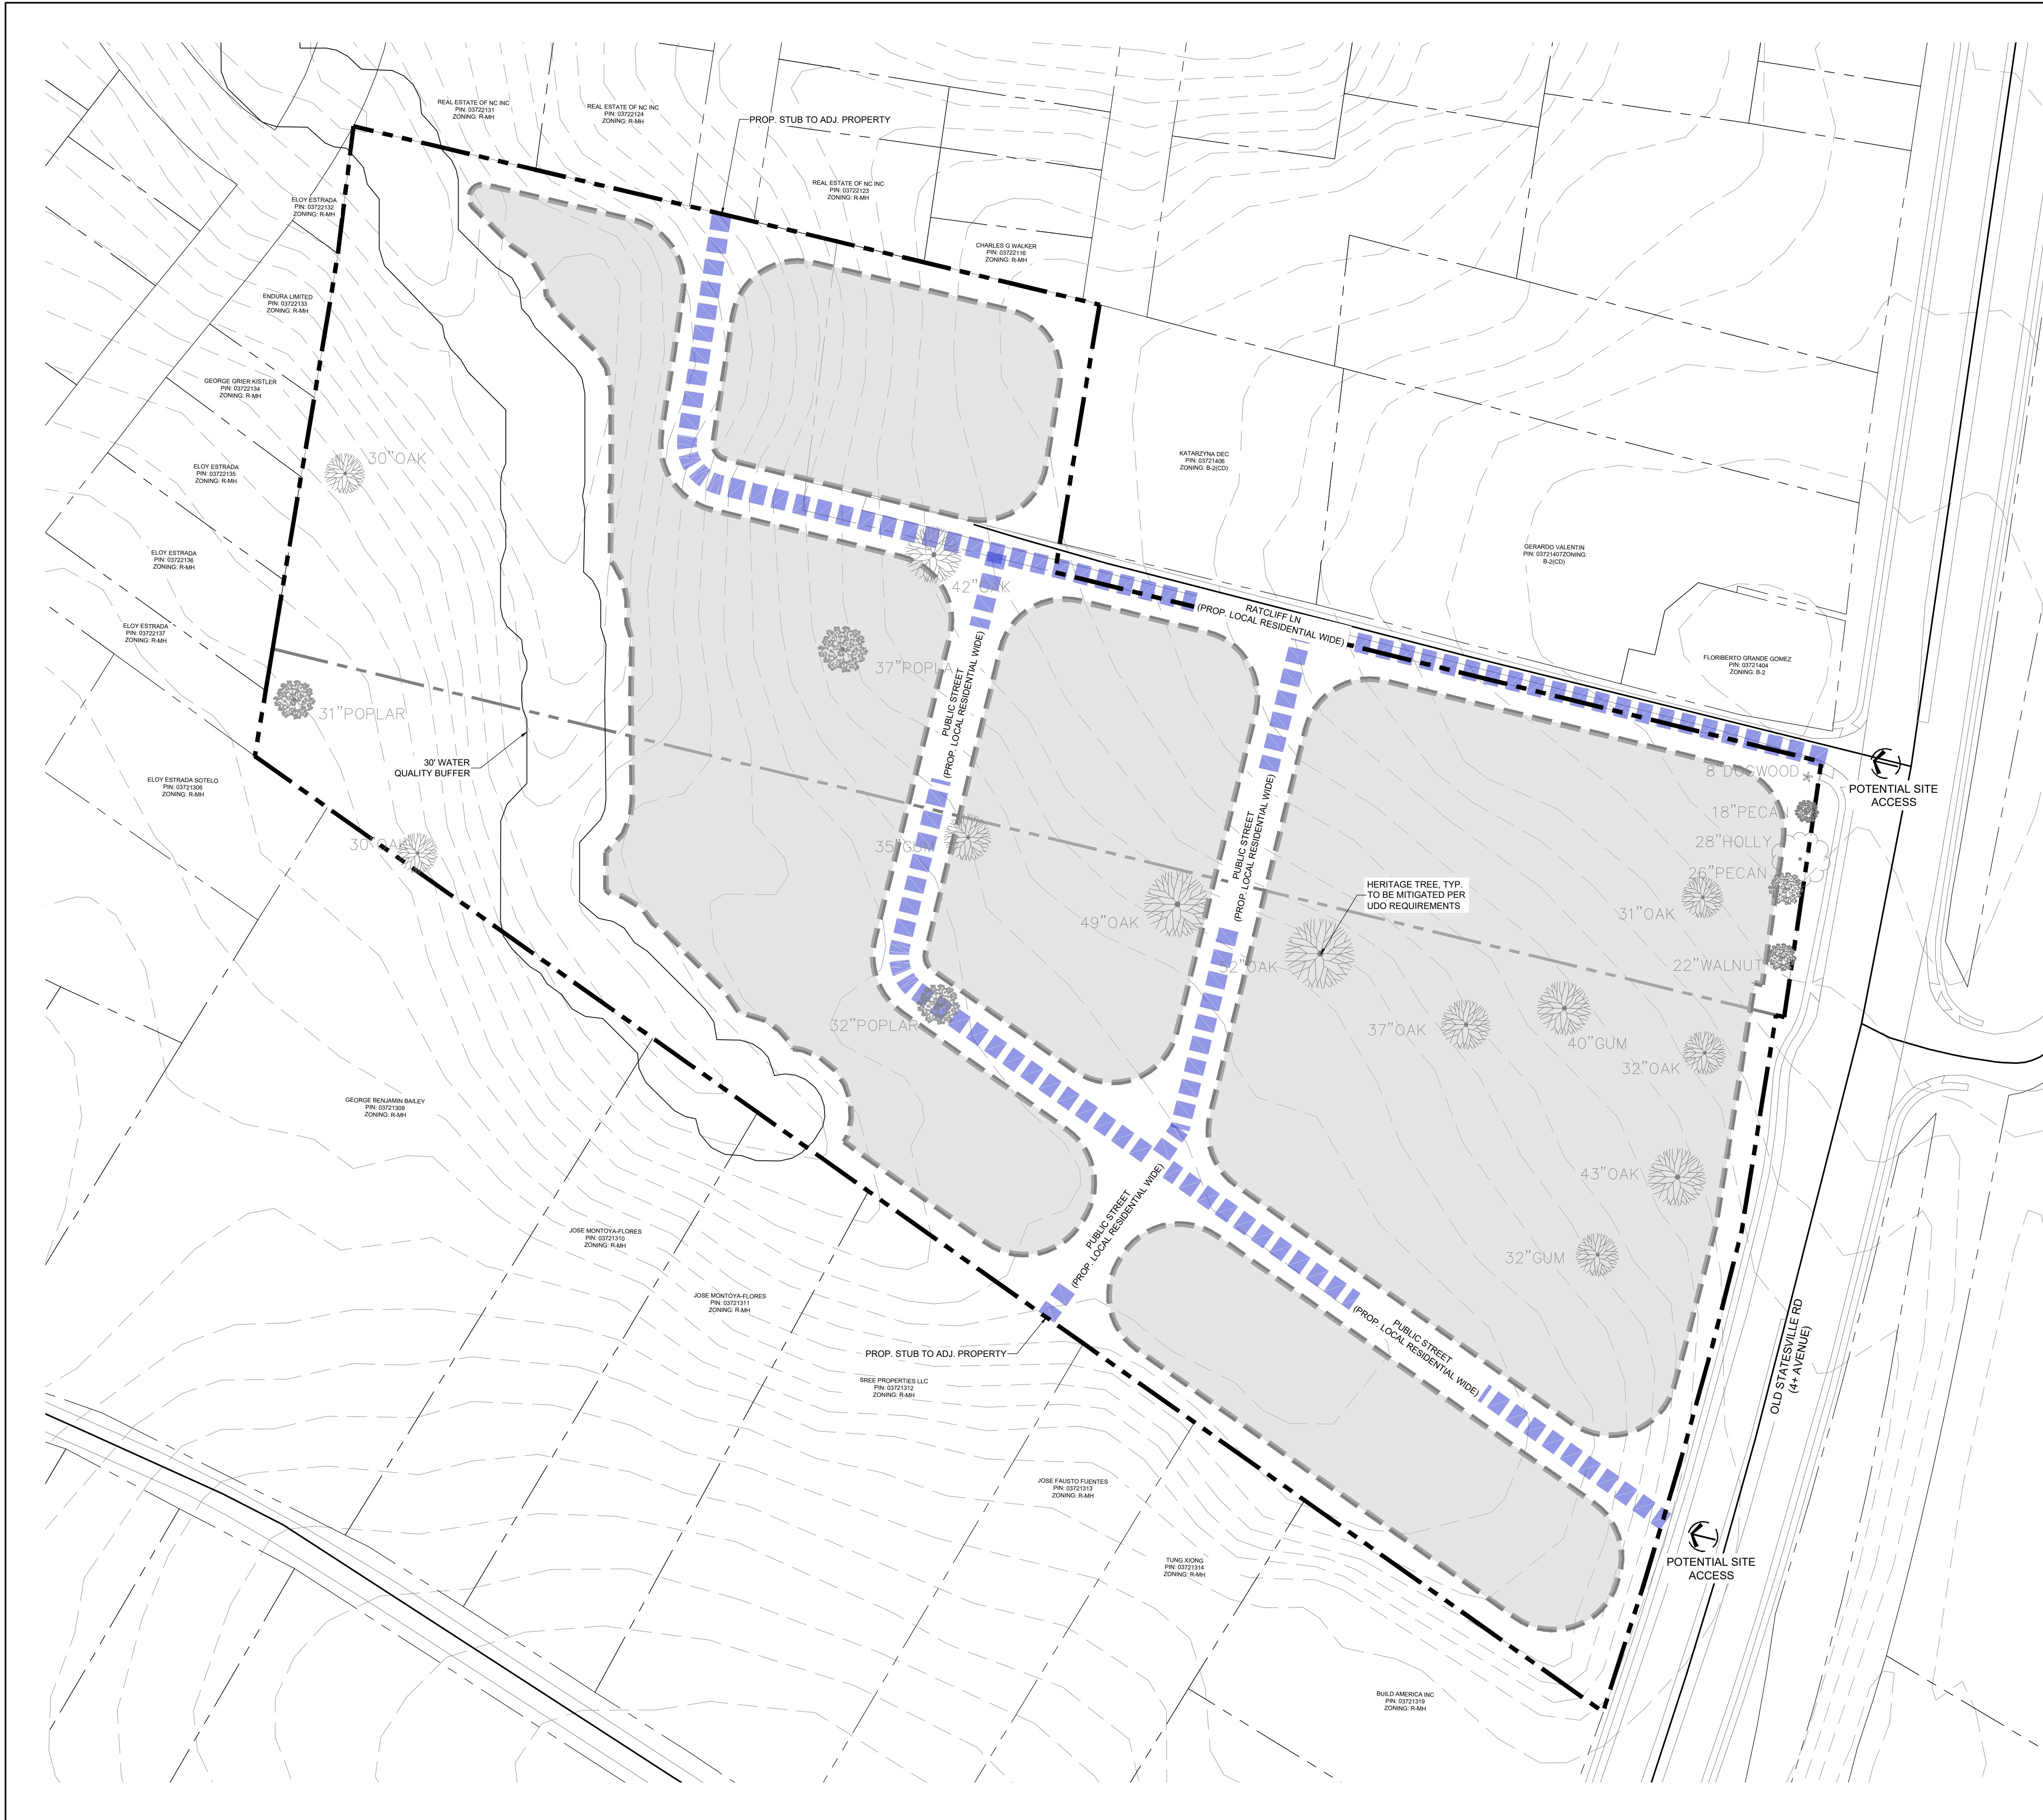 REAL ESTATE OF NC INC
PIN: 03722131
ZONING: R-MH
REAL ESTATE OF NC INC
PIN: 03722124
ZONING: R-MH
PROP. STUB TO ADJ. PROPERTY
REAL ESTATE OF NC INC
PIN: 03722123
ZONING: R-MH
ELOY ESTRADA
PIN: 03722132
ZONING: R-MH
CHARLES G WALKER
PIN: 03722116
ZONING: R-MH
ENDURA LIMITED
PIN: 03722133
ZONING: R-MH
GEORGE GRIER KISTLER
PIN: 03722134
ZONING: R-MH
30"OAK
ELOY ESTRADA
PIN: 03722135
ZONING: R-MH
KATARZYNA DEC
PIN: 03721406
ZONING: B-2(CD)
ELOY ESTRADA
PIN: 03722136
ZONING: R-MH
GERARDO VALENTIN
PIN: 03721407ZONING:
B-2(CD)
42"OAK
RATCLIFF LN
(PROP. LOCAL RESIDENTIAL WIDE)
ELOY ESTRADA
PIN: 03722137
ZONING: R-MH
37"POPLA
PUBLIC STREET
(PROP. LOCAL RESIDENTIAL WIDE)
FLORIBERTO GRANDE GOMEZ
PIN: 03721404
ZONING: B-2
31"POPLAR
30' WATER
QUALITY BUFFER
ELOY ESTRADA SOTELO
PIN: 03721306
ZONING: R-MH
8"DOGWOOD
POTENTIAL SITE
ACCESS
18"PECAN
28"HOLLY
26"PECAN
30"OAK
35"GUM
PUBLIC STREET
(PROP. LOCAL RESIDENTIAL WIDE)
HERITAGE TREE, TYP.
TO BE MITIGATED PER
UDO REQUIREMENTS
49"OAK
31"OAK
52"OAK
22"WALNUT
32"POPLAR
37"OAK
40"GUM
32"OAK
GEORGE BENJAMIN BAILEY
PIN: 03721309
ZONING: R-MH
43"OAK
PUBLIC STREET
(PROP. LOCAL RESIDENTIAL WIDE)
JOSE MONTOYA-FLORES
PIN: 03721310
ZONING: R-MH
32"GUM
JOSE MONTOYA-FLORES
PIN: 03721311
ZONING: R-MH
PROP. STUB TO ADJ. PROPERTY
PUBLIC STREET
(PROP. LOCAL RESIDENTIAL WIDE)
OLD STATESVILLE RD
(4+ AVENUE)
SREE PROPERTIES LLC
PIN: 03721312
ZONING: R-MH
JOSE FAUSTO FUENTES
PIN: 03721313
ZONING: R-MH
TUNG XIONG
PIN: 03721314
ZONING: R-MH
POTENTIAL SITE
ACCESS
BUILD AMERICA INC
PIN: 03721319
ZONING: R-MH